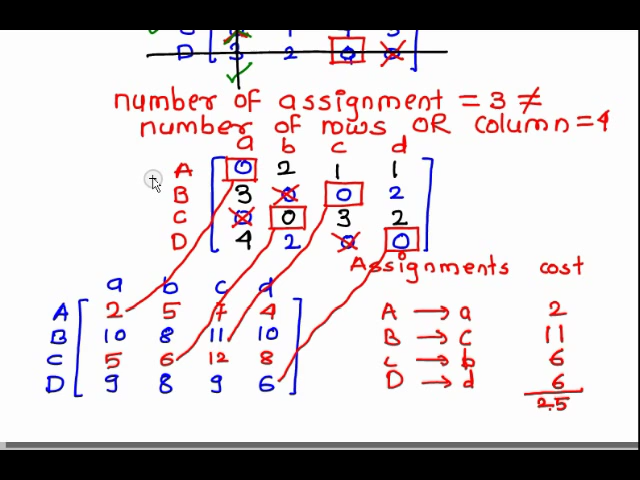 D 3 2 0 0
number of assignment = 3 ≠
number of rows OR column = 4
a b c d
A 0 2 1 1
B 3 0 0 2
C 0 0 3 2
D 4 2 0 0
Assignments cost
A → a 2
B → c 11
C → b 6
D → d 6
25
a b c d
A 2 5 7 4
B 10 8 11 10
C 5 6 12 8
D 9 8 9 6